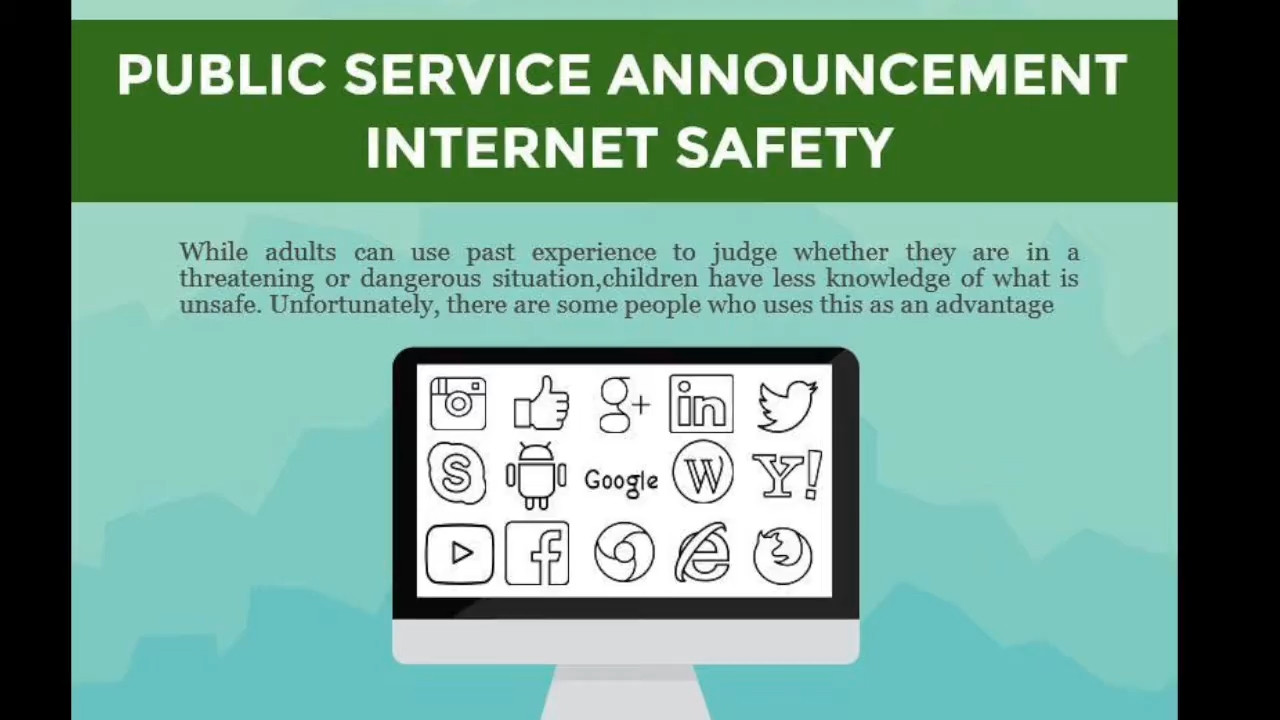 PUBLIC SERVICE ANNOUNCEMENT
INTERNET SAFETY
While adults can use past experience to judge whether they are in a
threatening or dangerous situation,children have less knowledge of what is
unsafe. Unfortunately, there are some people who uses this as an advantage
g+ in
S Google W Y!
f e